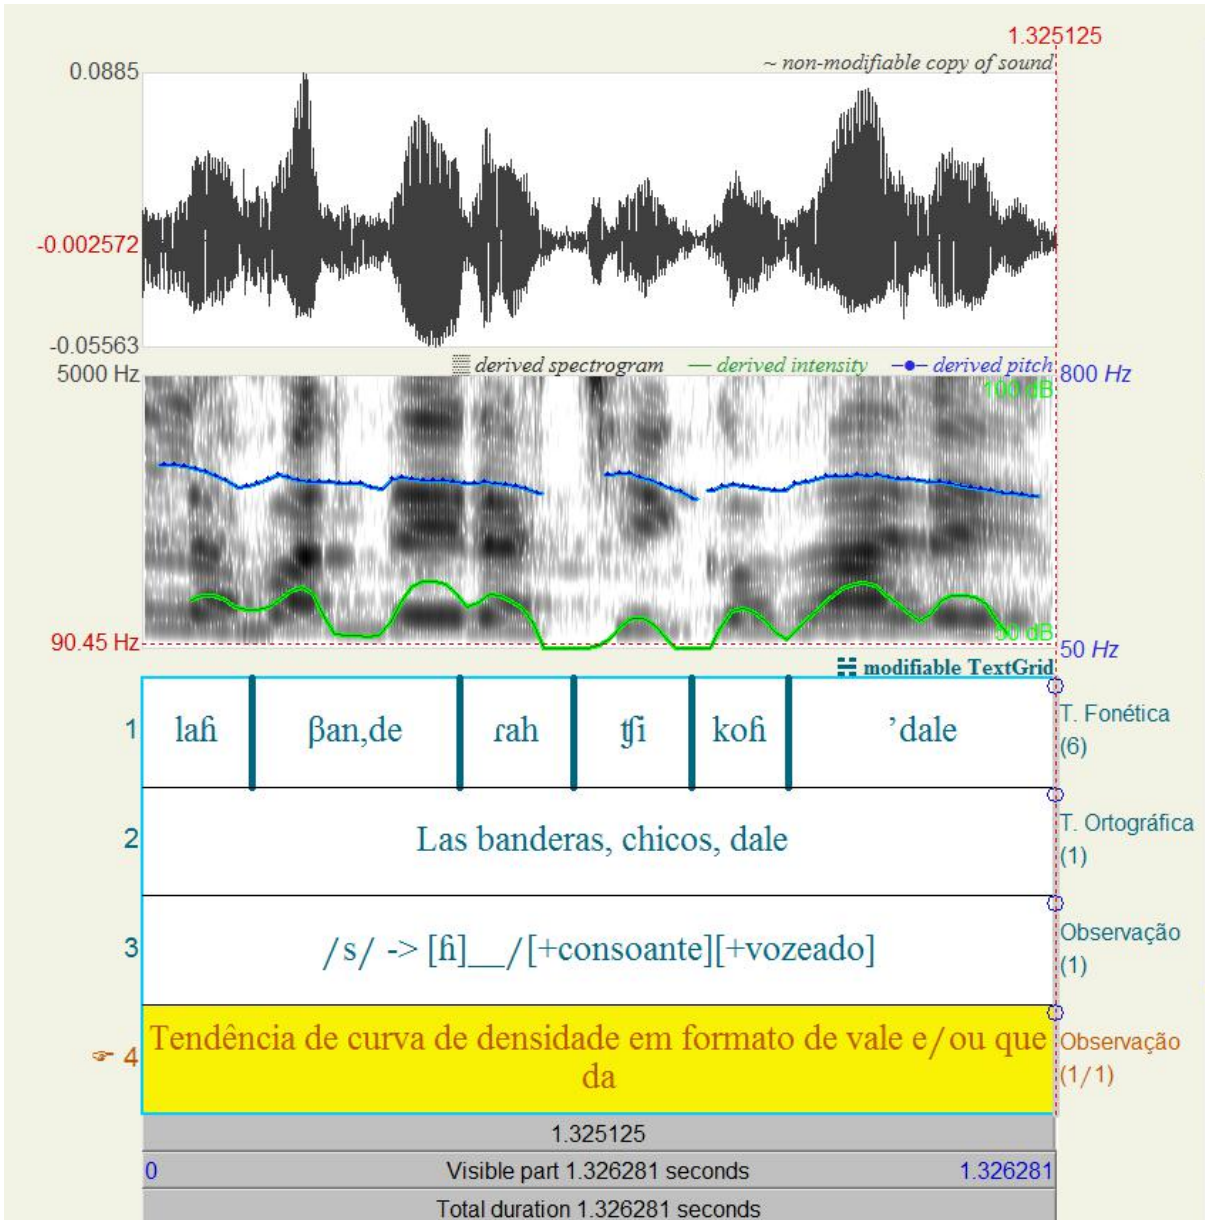 1.325125
0.0885
~ non-modifiable copy of sound
-0.002572
-0.05563
derived spectrogram derived intensity derived pitch
5000 Hz
800 Hz
100 dB
90.45 Hz
50 dB
50 Hz
modifiable TextGrid
1
laɦ βan,de ɾah ʧi koɦ ’dale
T. Fonética
(6)
2
Las banderas, chicos, dale
T. Ortográfica
(1)
3
/s/ -> [ɦ]__/[+consoante][+vozeado]
Observação
(1)
4
Tendência de curva de densidade em formato de vale e/ou que
da
Observação
(1/1)
1.325125
0 Visible part 1.326281 seconds 1.326281
Total duration 1.326281 seconds